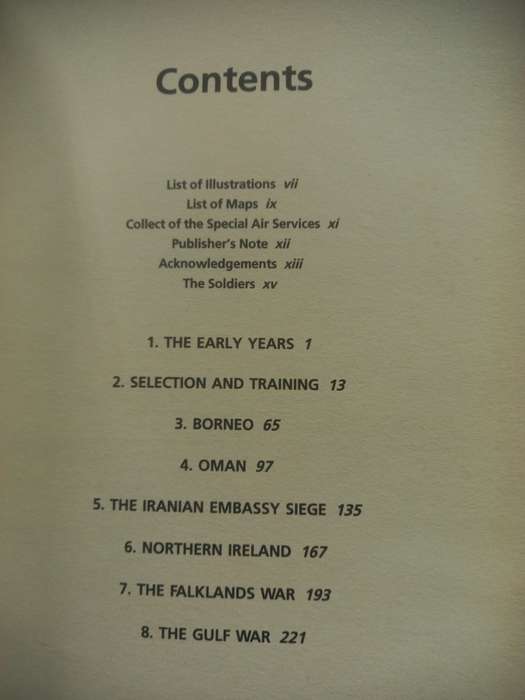 Contents
List of Illustrations vii
List of Maps ix
Collect of the Special Air Services xi
Publisher's Note xii
Acknowledgements xiii
The Soldiers xv
1. THE EARLY YEARS 1
2. SELECTION AND TRAINING 13
3. BORNEO 65
4. OMAN 97
5. THE IRANIAN EMBASSY SIEGE 135
6. NORTHERN IRELAND 167
7. THE FALKLANDS WAR 193
8. THE GULF WAR 221